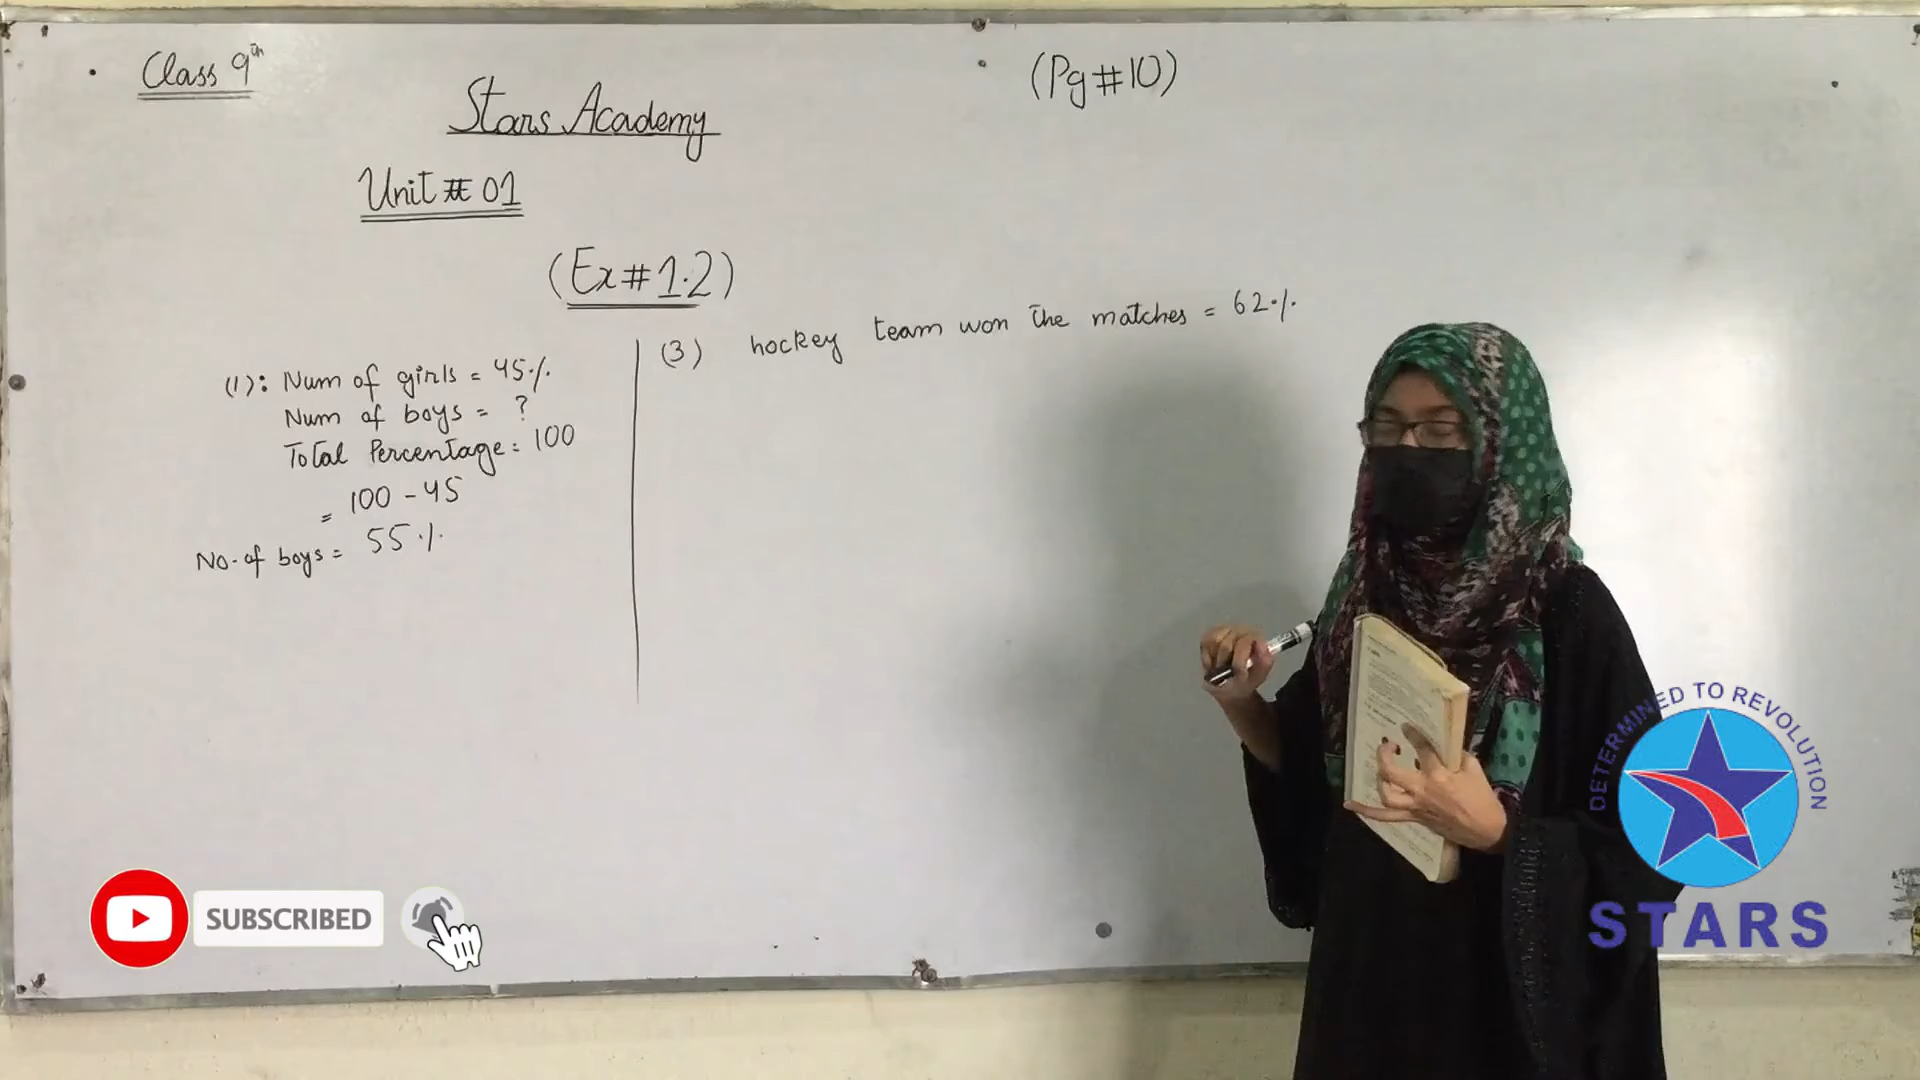 Class 9th
(Pg#10)
Stars Academy
Unit # 01
(Ex# 1.2)
(1): Num of girls = 45%
Num of boys = ?
Total Percentage = 100
= 100 - 45
No. of boys = 55%
(3) hockey team won the matches = 62%
DETERMINED TO REVOLUTION
STARS
SUBSCRIBED